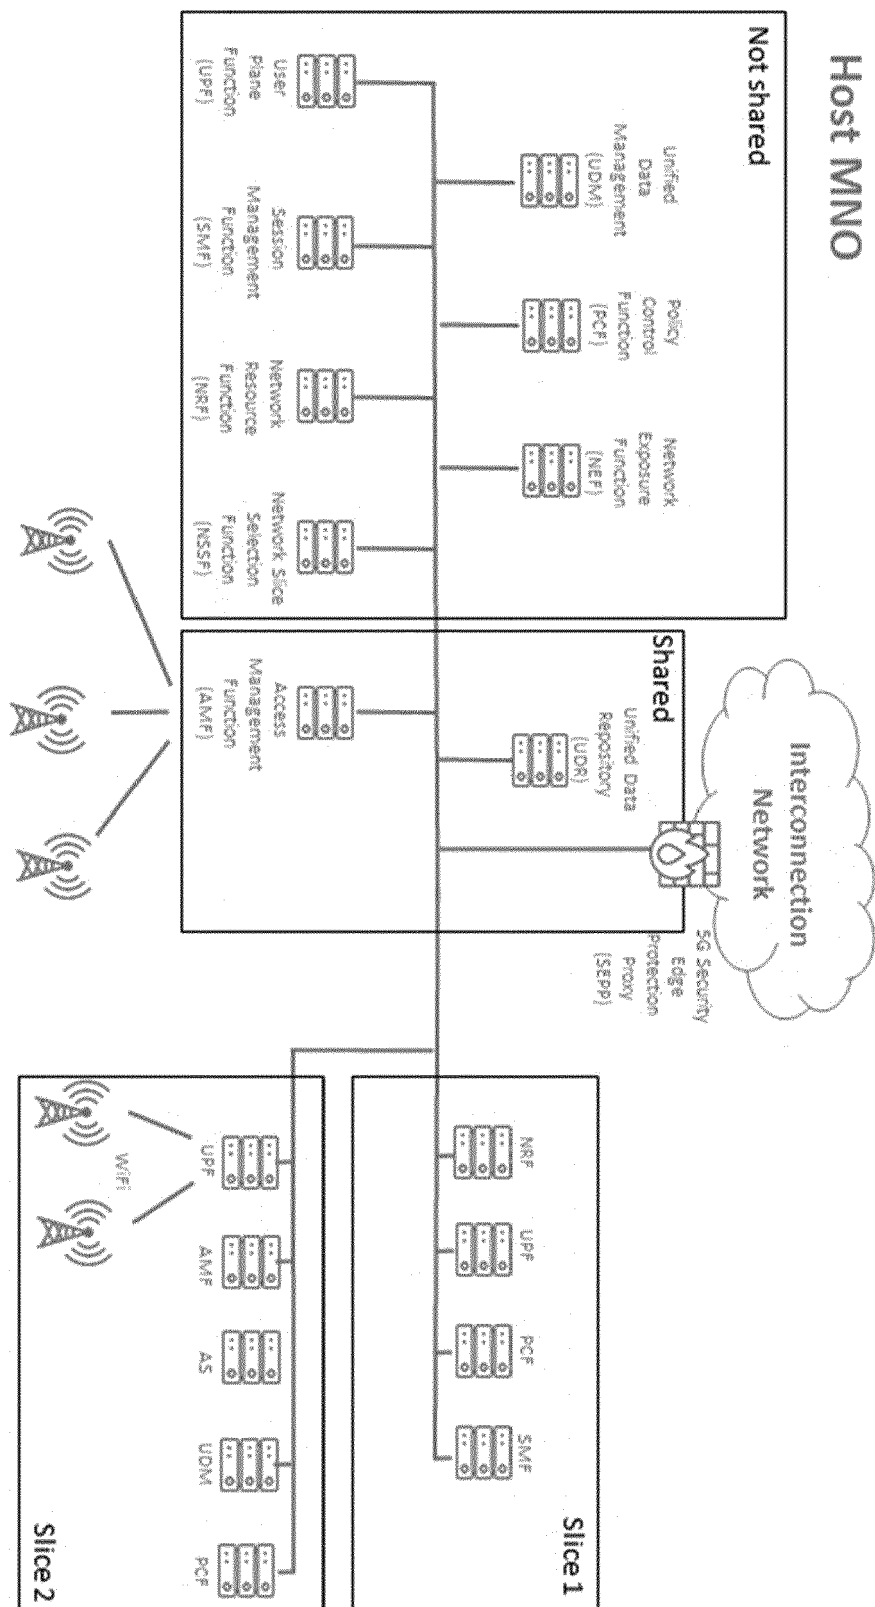 Host MNO
Not shared
Unified
Data
Management
(UDM)
Policy
Control
Function
(PCF)
Network
Exposure
Function
(NEF)
User
Plane
Function
(UPF)
Session
Management
Function
(SMF)
Network
Resource
Function
(NRF)
Network Slice
Selection
Function
(NSSF)
Shared
Unified Data
Repository
(UDR)
Access
Management
Function
(AMF)
Interconnection
Network
5G Security
Edge
Protection
Proxy
(SEPP)
Slice 1
NRF
UPF
PCF
SMF
Slice 2
UPF
AMF
AS
UDM
PCF
WiFi